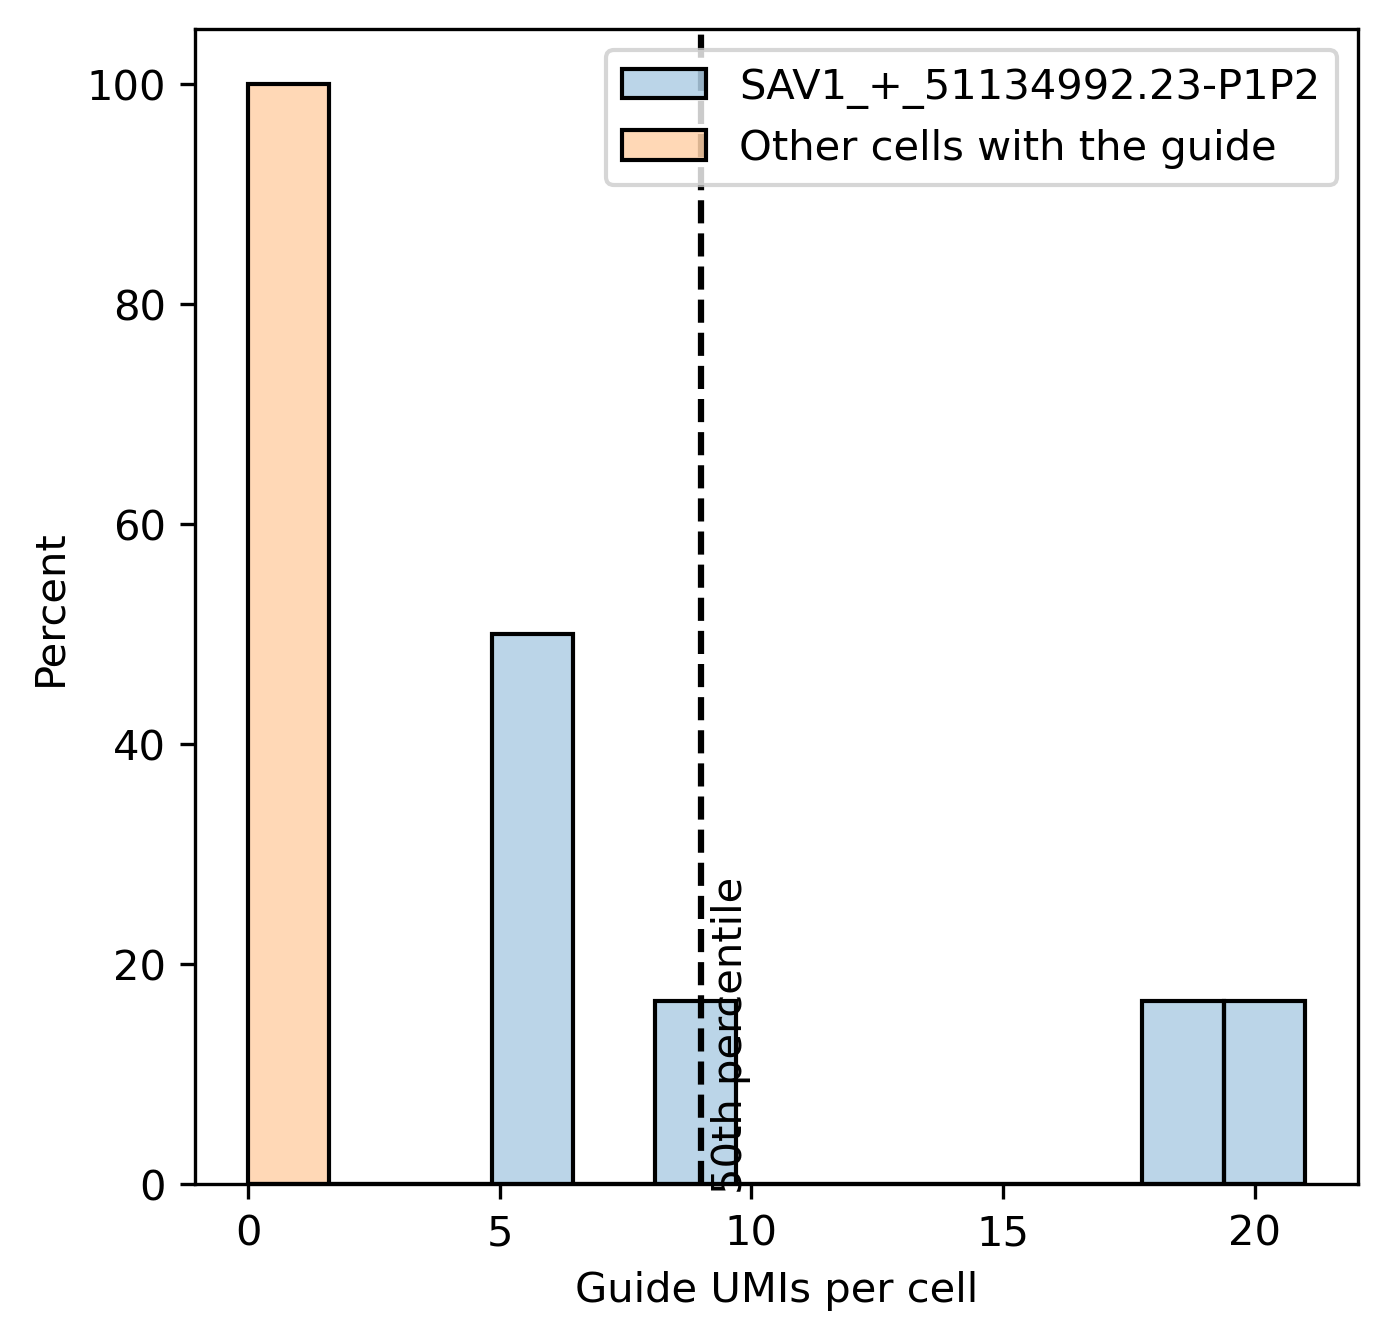 SAV1_+_51134992.23-P1P2
Other cells with the guide
100
80
60
40
20
0
Percent
50th percentile
0
5
10
15
20
Guide UMIs per cell